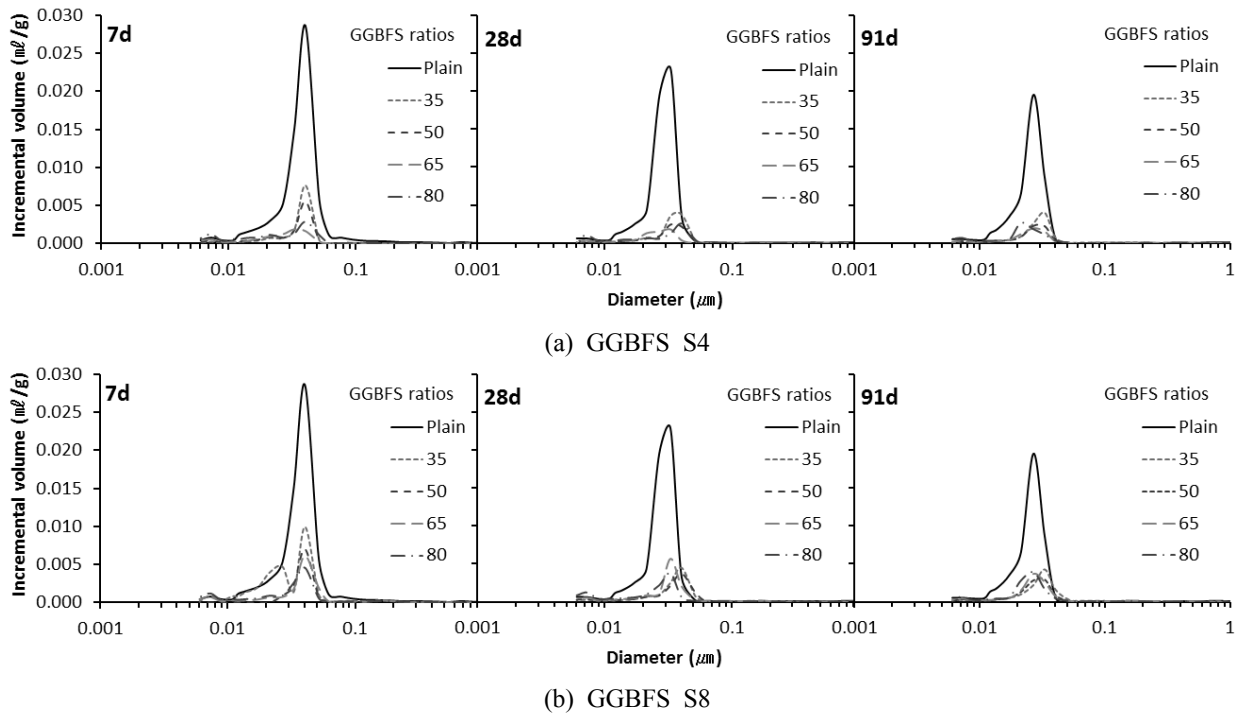 0.030
0.025
0.020
0.015
0.010
0.005
0.000
Incremental volume (㎖/g)
7d
GGBFS ratios
Plain
35
50
65
80
0.001
0.01
0.1
28d
GGBFS ratios
Plain
35
50
65
80
0.001
0.01
0.1
91d
GGBFS ratios
Plain
35
50
65
80
0.001
0.01
0.1
1
Diameter (㎛)
(a) GGBFS S4
0.030
0.025
0.020
0.015
0.010
0.005
0.000
Incremental volume (㎖/g)
7d
GGBFS ratios
Plain
35
50
65
80
0.001
0.01
0.1
28d
GGBFS ratios
Plain
35
50
65
80
0.001
0.01
0.1
91d
GGBFS ratios
Plain
35
50
65
80
0.001
0.01
0.1
1
Diameter (㎛)
(b) GGBFS S8